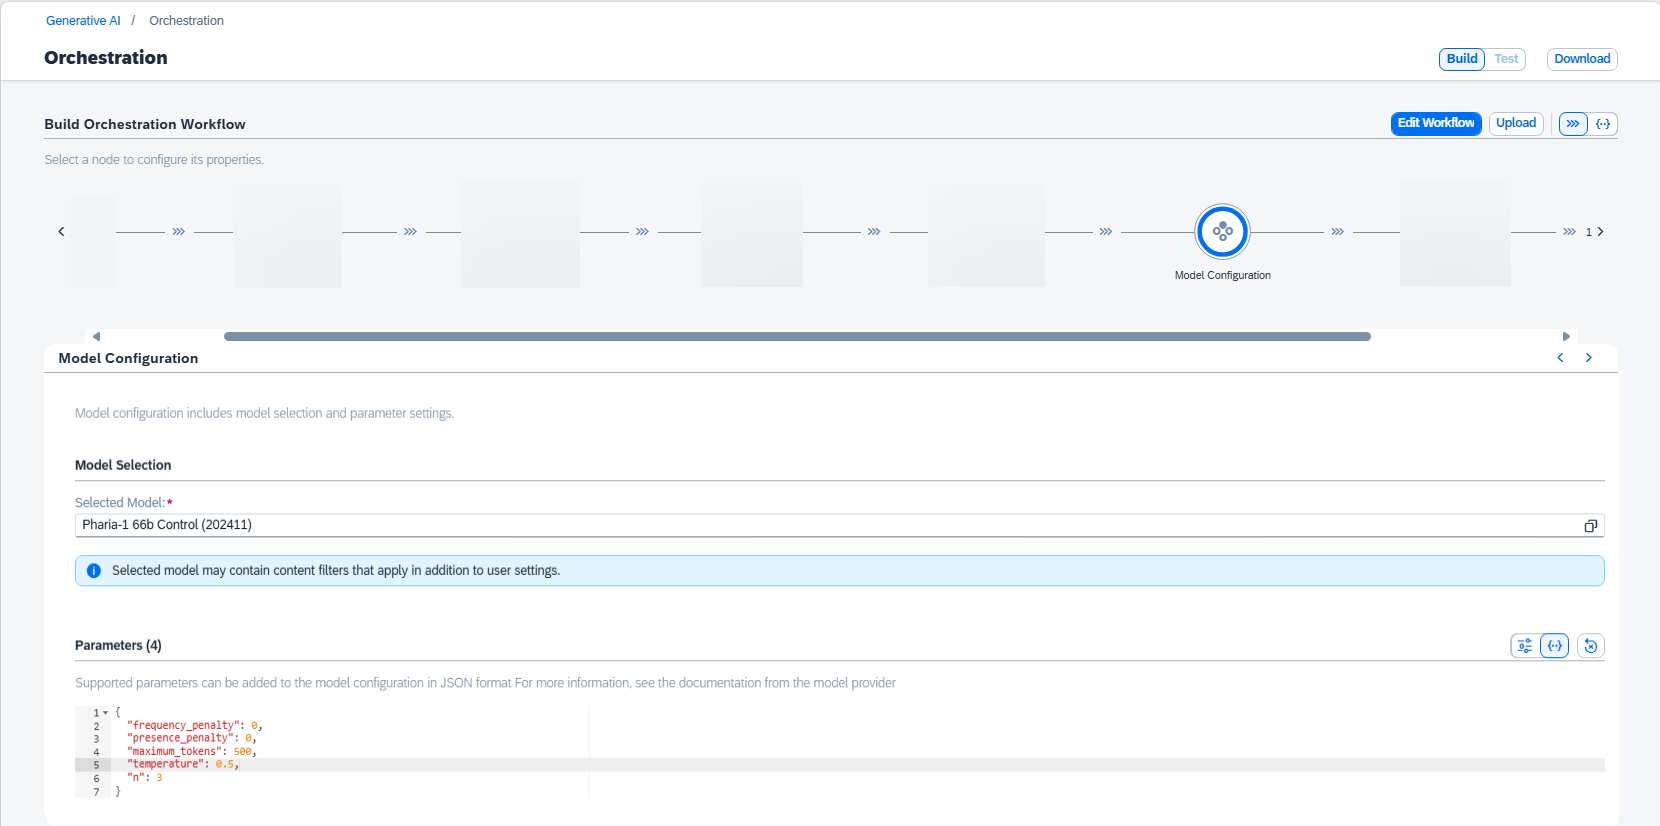 Generative AI / Orchestration
Orchestration
Build Test Download
Build Orchestration Workflow
Edit Workflow Upload
Select a node to configure its properties.
1
Model Configuration
Model Configuration
Model configuration includes model selection and parameter settings.
Model Selection
Selected Model:*
Pharia-1 66b Control (202411)
Selected model may contain content filters that apply in addition to user settings.
Parameters (4)
Supported parameters can be added to the model configuration in JSON format For more information, see the documentation from the model provider
1 {
2 "frequency_penalty": 0,
3 "presence_penalty": 0,
4 "maximum_tokens": 500,
5 "temperature": 0.5,
6 "n": 3
7 }